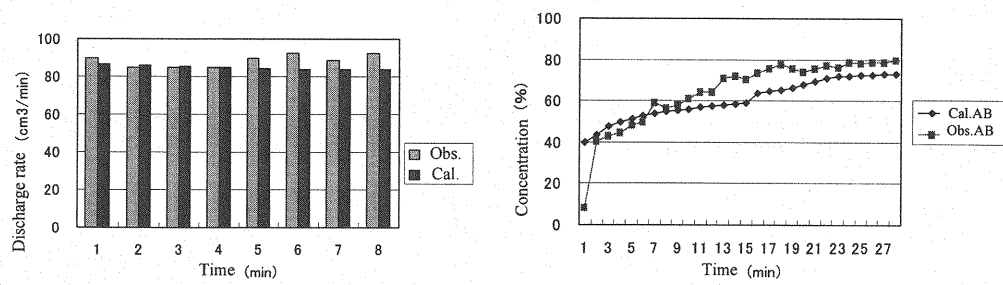 Discharge rate (cm3/min)
100
80
60
40
20
0
1 2 3 4 5 6 7 8
Time (min)
Obs.
Cal.
Concentration (%)
100
80
60
40
20
0
1 3 5 7 9 11 13 15 17 19 21 23 25 27
Time (min)
Cal.AB
Obs.AB